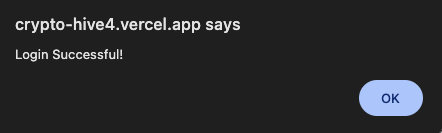 crypto-hive4.vercel.app says
Login Successful!
OK